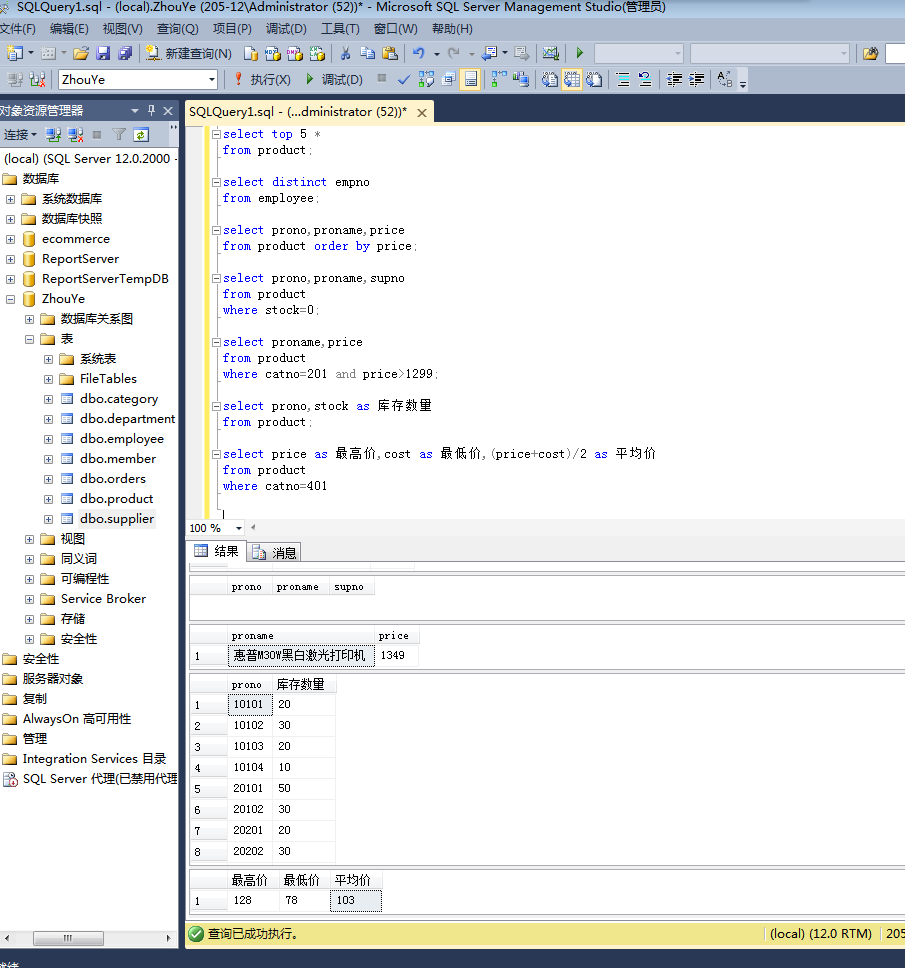 SQLQuery1.sql - (local).ZhouYe (205-12\Administrator (52))* - Microsoft SQL Server Management Studio(管理员)
文件(F) 编辑(E) 视图(V) 查询(Q) 项目(P) 调试(D) 工具(T) 窗口(W) 帮助(H)
新建查询(N)
ZhouYe 执行(X) 调试(D)
对象资源管理器
连接
(local) (SQL Server 12.0.2000 -
数据库
系统数据库
数据库快照
ecommerce
ReportServer
ReportServerTempDB
ZhouYe
数据库关系图
表
系统表
FileTables
dbo.category
dbo.department
dbo.employee
dbo.member
dbo.orders
dbo.product
dbo.supplier
视图
同义词
可编程性
Service Broker
存储
安全性
安全性
服务器对象
复制
AlwaysOn 高可用性
管理
Integration Services 目录
SQL Server 代理(已禁用代理
SQLQuery1.sql - (...dministrator (52))*
select top 5 *
from product;
select distinct empno
from employee;
select prono,proname,price
from product order by price;
select prono,proname,supno
from product
where stock=0;
select proname,price
from product
where catno=201 and price>1299;
select prono,stock as 库存数量
from product;
select price as 最高价,cost as 最低价,(price+cost)/2 as 平均价
from product
where catno=401
100 %
结果 消息
prono proname supno
proname price
1 惠普M30W黑白激光打印机 1349
prono 库存数量
1 10101 20
2 10102 30
3 10103 20
4 10104 10
5 20101 50
6 20102 30
7 20201 20
8 20202 30
最高价 最低价 平均价
1 128 78 103
查询已成功执行。 (local) (12.0 RTM) 205
就绪